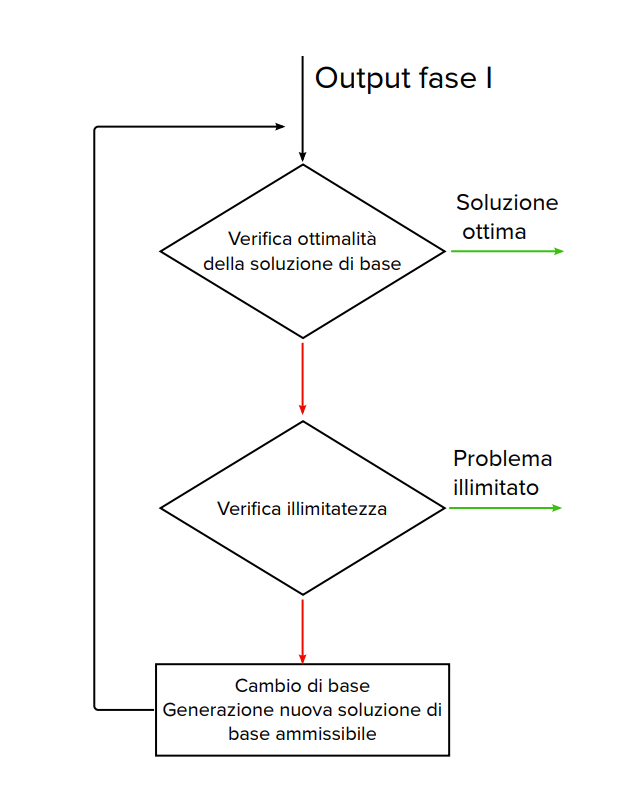 Output fase I
Soluzione
ottima
Verifica ottimalità
della soluzione di base
Problema
illimitato
Verifica illimitatezza
Cambio di base
Generazione nuova soluzione di
base ammissibile